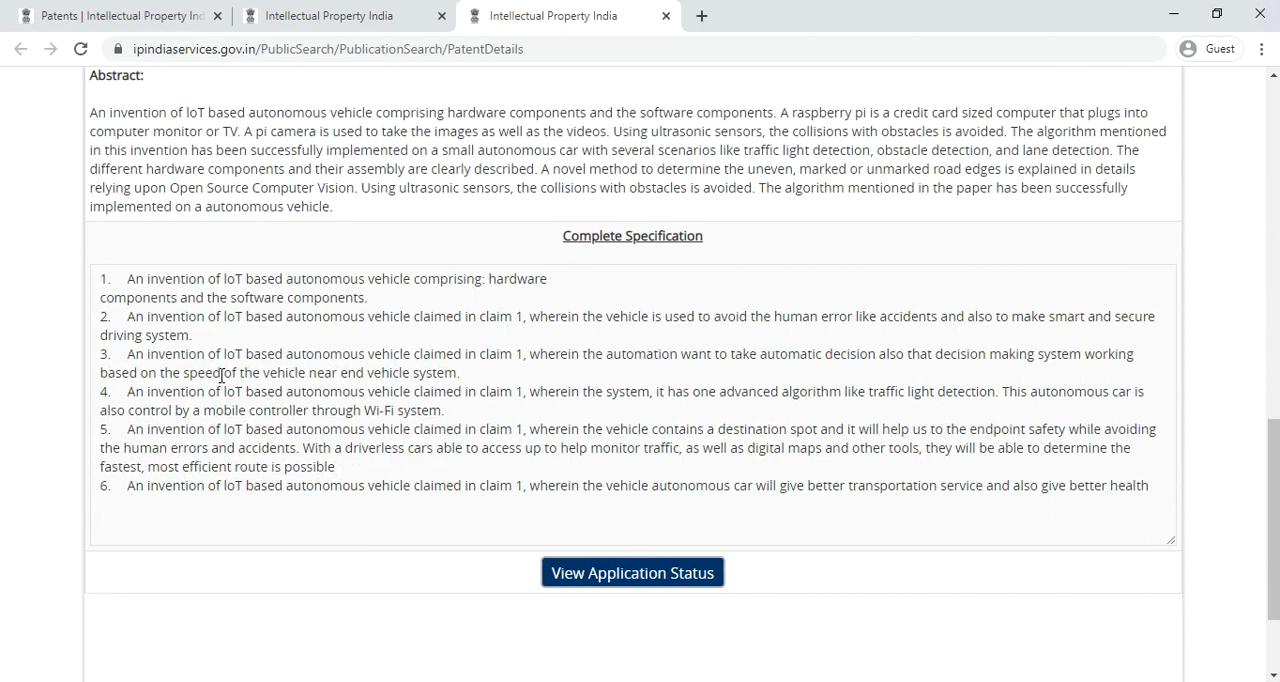 Patents | Intellectual Property Ind
Intellectual Property India
Intellectual Property India
ipindiaservices.gov.in/PublicSearch/PublicationSearch/PatentDetails
Guest
Abstract:
An invention of loT based autonomous vehicle comprising hardware components and the software components. A raspberry pi is a credit card sized computer that plugs into
computer monitor or TV. A pi camera is used to take the images as well as the videos. Using ultrasonic sensors, the collisions with obstacles is avoided. The algorithm mentioned
in this invention has been successfully implemented on a small autonomous car with several scenarios like traffic light detection, obstacle detection, and lane detection. The
different hardware components and their assembly are clearly described. A novel method to determine the uneven, marked or unmarked road edges is explained in details
relying upon Open Source Computer Vision. Using ultrasonic sensors, the collisions with obstacles is avoided. The algorithm mentioned in the paper has been successfully
implemented on a autonomous vehicle.
Complete Specification
1. An invention of loT based autonomous vehicle comprising: hardware
components and the software components.
2. An invention of loT based autonomous vehicle claimed in claim 1, wherein the vehicle is used to avoid the human error like accidents and also to make smart and secure
driving system.
3. An invention of loT based autonomous vehicle claimed in claim 1, wherein the automation want to take automatic decision also that decision making system working
based on the speed of the vehicle near end vehicle system.
4. An invention of loT based autonomous vehicle claimed in claim 1, wherein the system, it has one advanced algorithm like traffic light detection. This autonomous car is
also control by a mobile controller through Wi-Fi system.
5. An invention of loT based autonomous vehicle claimed in claim 1, wherein the vehicle contains a destination spot and it will help us to the endpoint safety while avoiding
the human errors and accidents. With a driverless cars able to access up to help monitor traffic, as well as digital maps and other tools, they will be able to determine the
fastest, most efficient route is possible
6. An invention of loT based autonomous vehicle claimed in claim 1, wherein the vehicle autonomous car will give better transportation service and also give better health
View Application Status